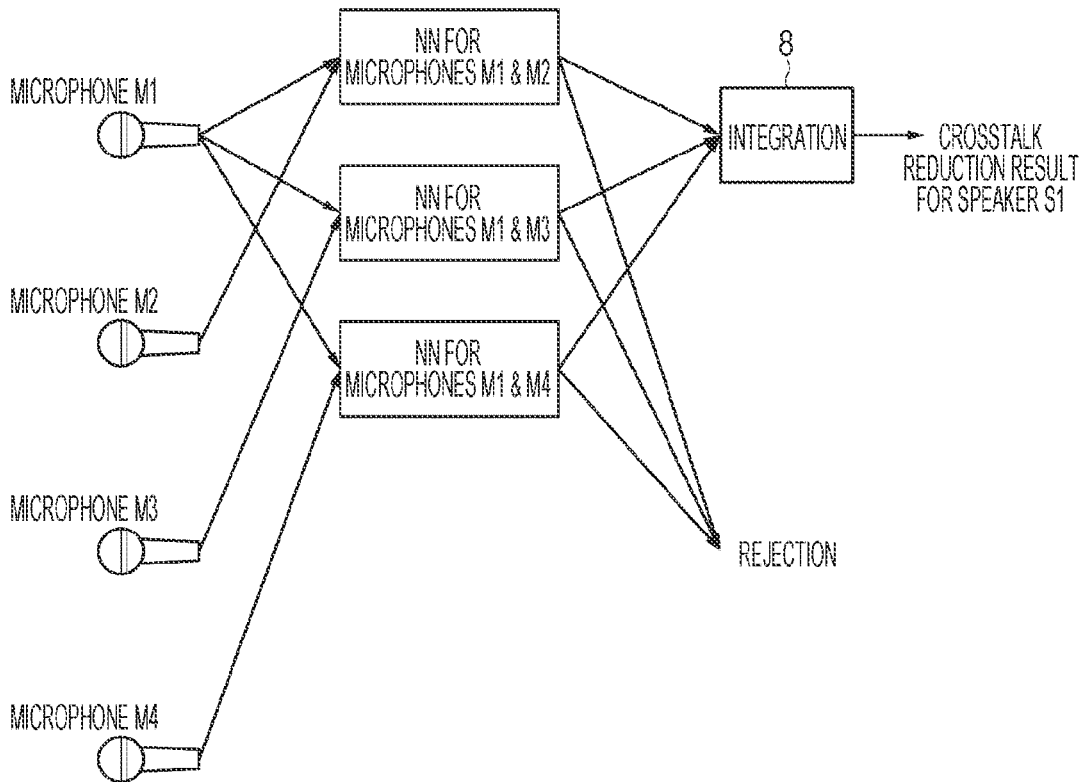 MICROPHONE M1
NN FOR
MICROPHONES M1 & M2
8
INTEGRATION
CROSSTALK
REDUCTION RESULT
FOR SPEAKER S1
NN FOR
MICROPHONES M1 & M3
MICROPHONE M2
NN FOR
MICROPHONES M1 & M4
MICROPHONE M3
REJECTION
MICROPHONE M4